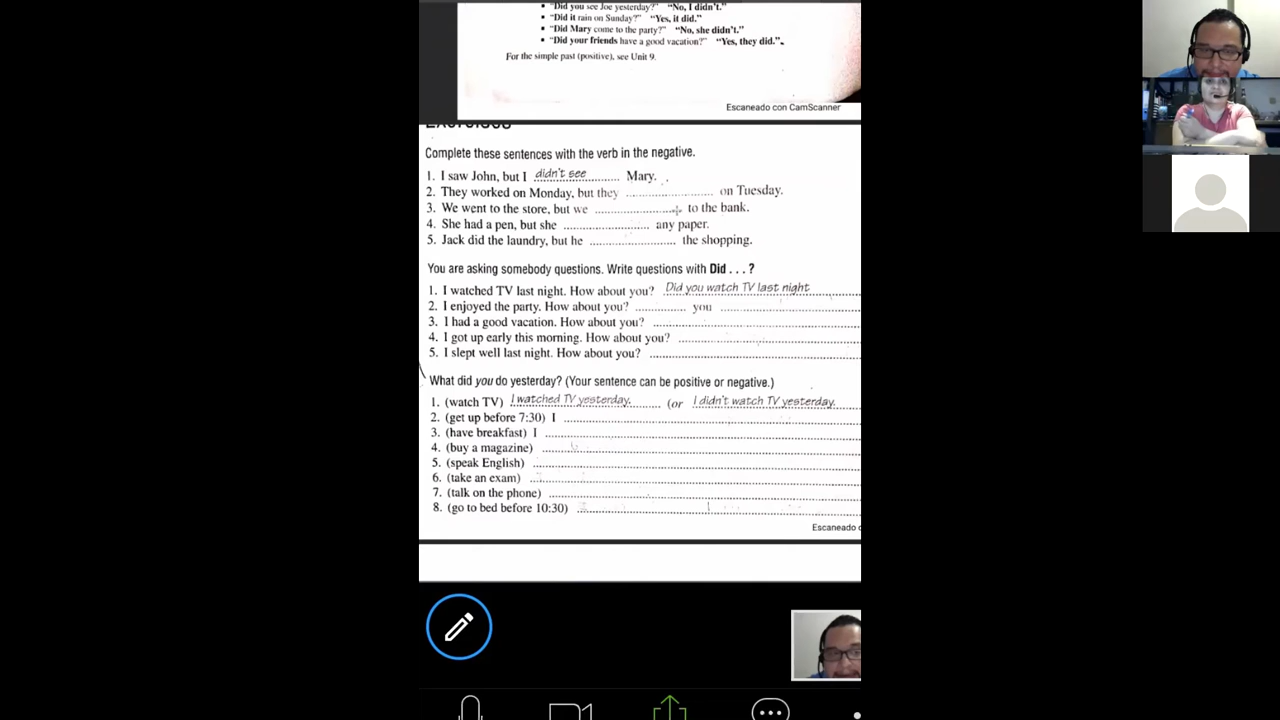 "Did you see Joe yesterday?" "No, I didn't."
"Did it rain on Sunday?" "Yes, it did."
"Did Mary come to the party?" "No, she didn't."
"Did your friends have a good vacation?" "Yes, they did."
For the simple past (positive), see Unit 9.
Escaneado con CamScanner
Complete these sentences with the verb in the negative.
1. I saw John, but I didn't see Mary.
2. They worked on Monday, but they .................... on Tuesday.
3. We went to the store, but we .................... to the bank.
4. She had a pen, but she .................... any paper.
5. Jack did the laundry, but he .................... the shopping.
You are asking somebody questions. Write questions with Did . . . ?
1. I watched TV last night. How about you? Did you watch TV last night
2. I enjoyed the party. How about you? ............ you ....................
3. I had a good vacation. How about you? ....................
4. I got up early this morning. How about you? ....................
5. I slept well last night. How about you? ....................
What did you do yesterday? (Your sentence can be positive or negative.)
1. (watch TV) I watched TV yesterday. (or I didn't watch TV yesterday.
2. (get up before 7:30) I ....................
3. (have breakfast) I ....................
4. (buy a magazine) ....................
5. (speak English) ....................
6. (take an exam) ....................
7. (talk on the phone) ....................
8. (go to bed before 10:30) ....................
Escaneado